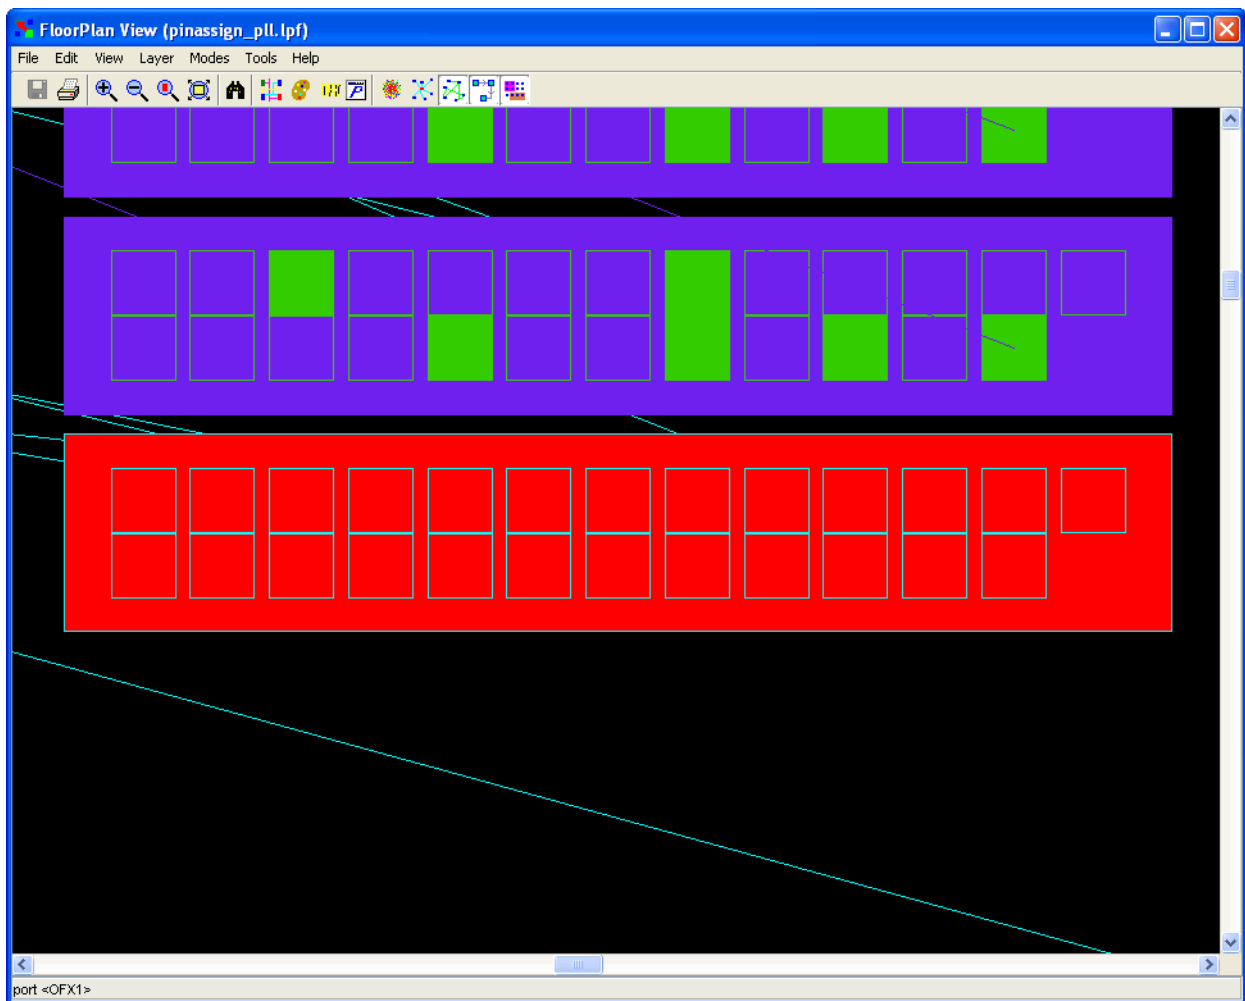 FloorPlan View (pinassign_pll.lpf)
File Edit View Layer Modes Tools Help
port <OFX1>